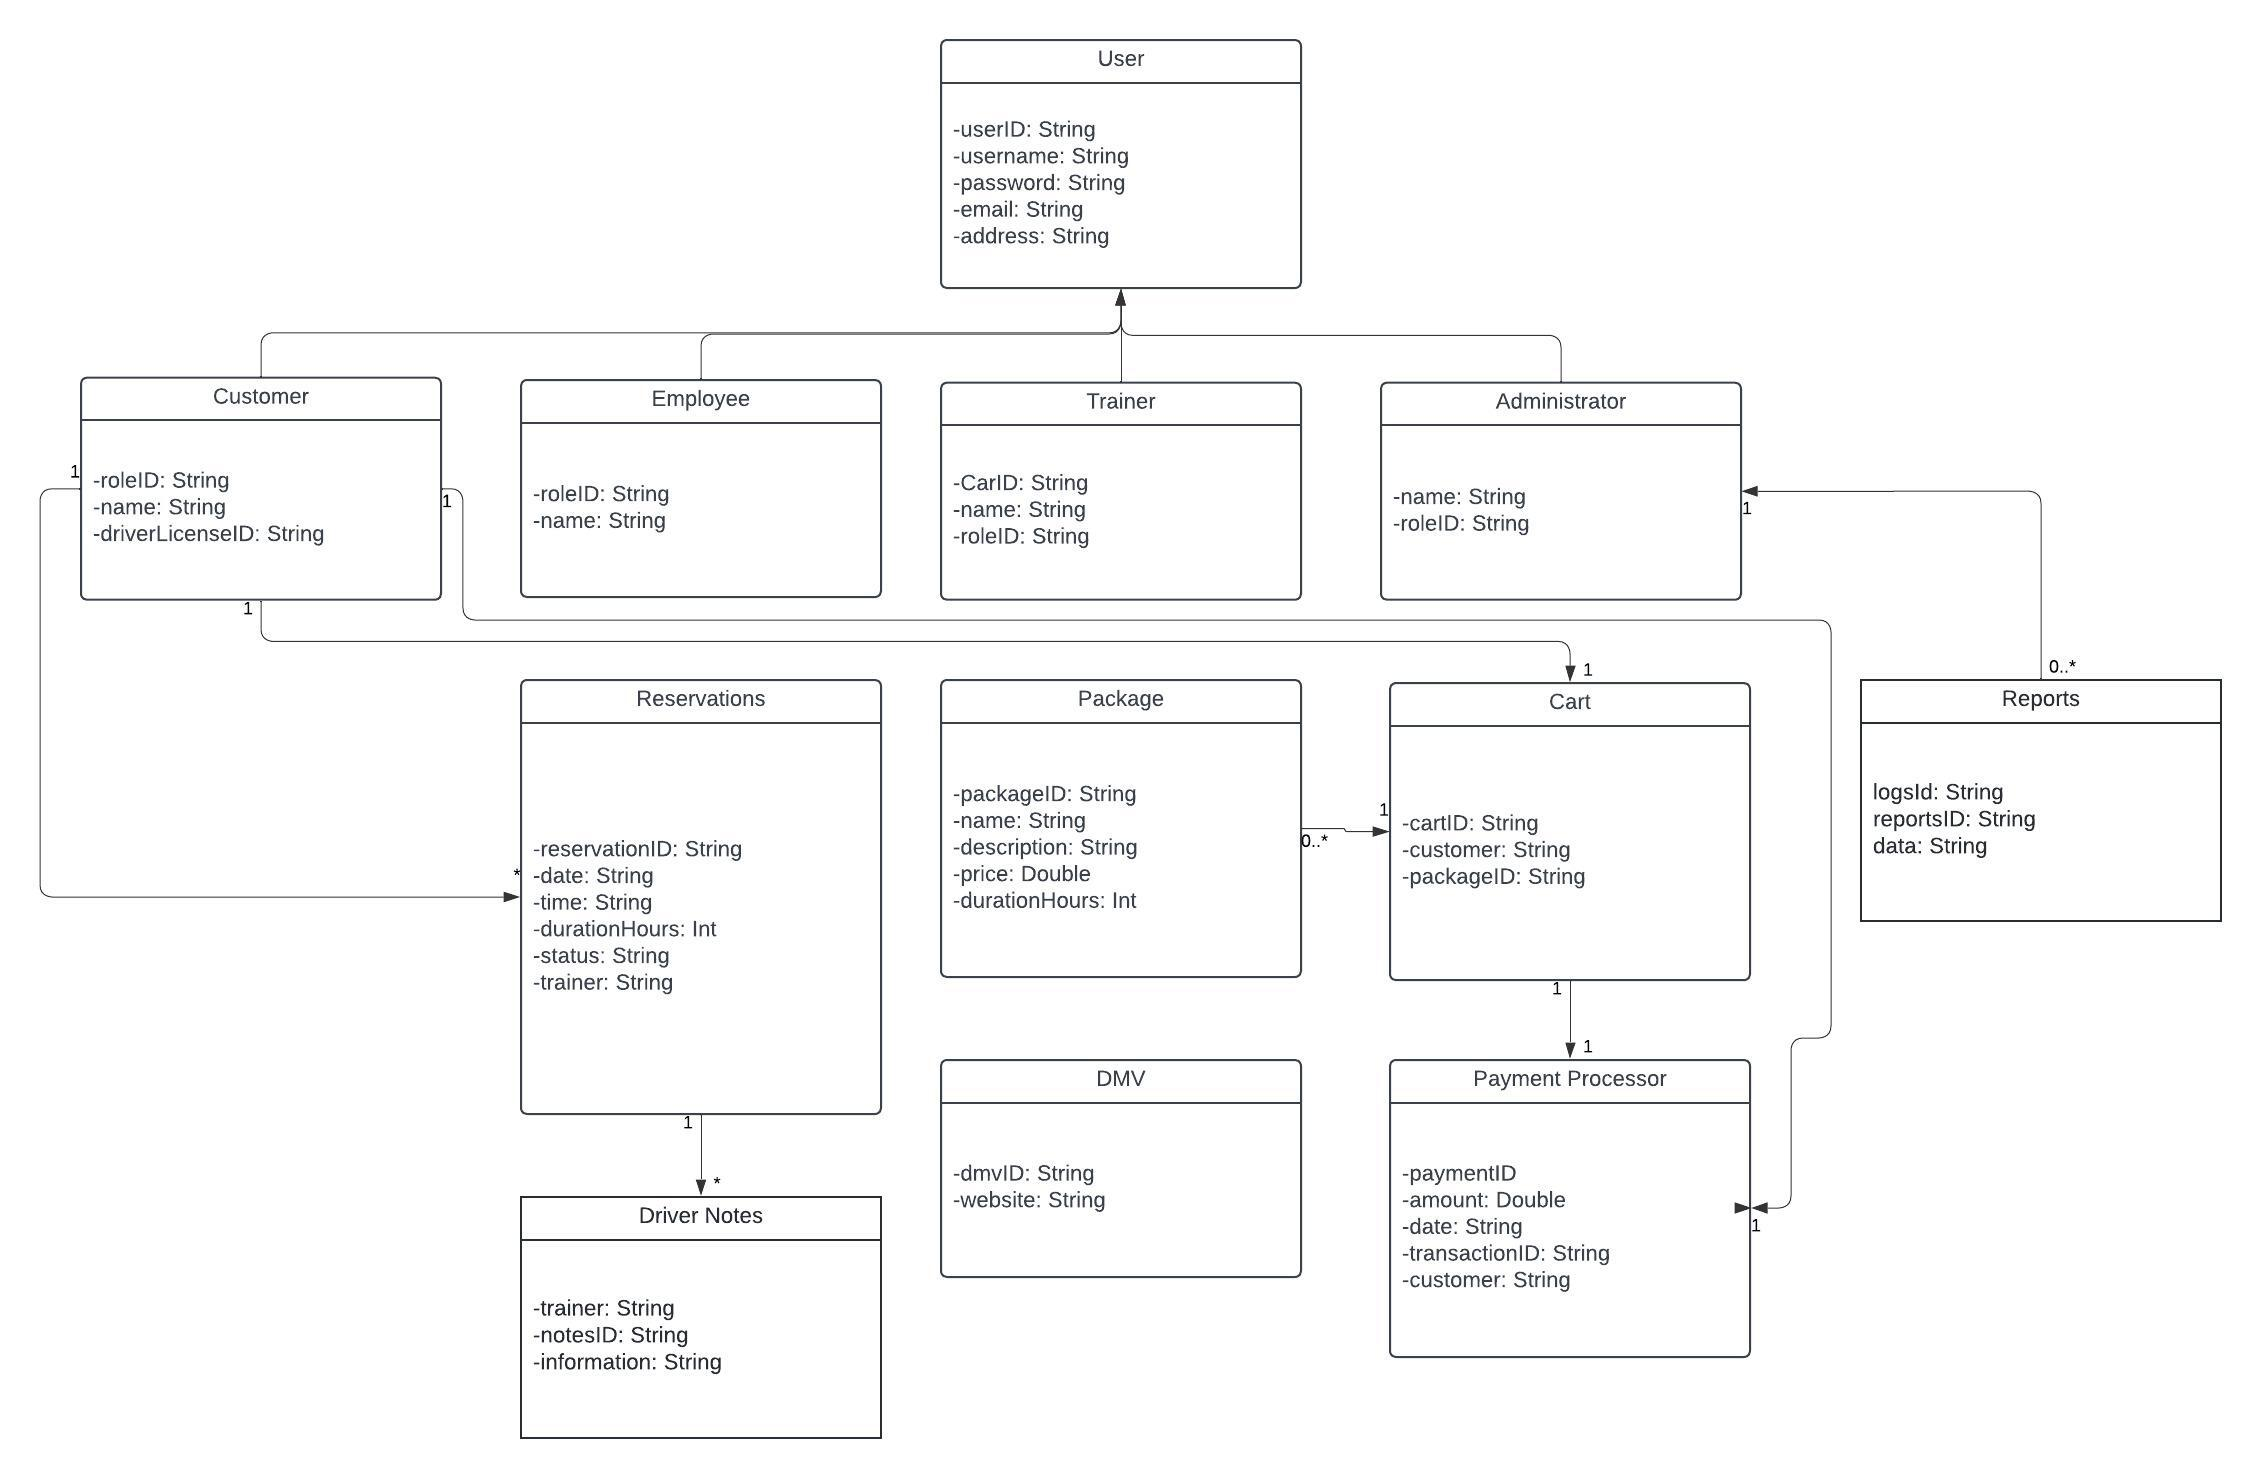 User
-userID: String
-username: String
-password: String
-email: String
-address: String
Customer
-roleID: String
-name: String
-driverLicenseID: String
1
1
1
Employee
-roleID: String
-name: String
Trainer
-CarID: String
-name: String
-roleID: String
Administrator
-name: String
-roleID: String
1
0..*
Reservations
-reservationID: String
-date: String
-time: String
-durationHours: Int
-status: String
-trainer: String
*
1
Package
-packageID: String
-name: String
-description: String
-price: Double
-durationHours: Int
0..*
1
1
Cart
-cartID: String
-customer: String
-packageID: String
1
Reports
logsId: String
reportsID: String
data: String
*
Driver Notes
-trainer: String
-notesID: String
-information: String
DMV
-dmvID: String
-website: String
1
Payment Processor
-paymentID
-amount: Double
-date: String
-transactionID: String
-customer: String
1